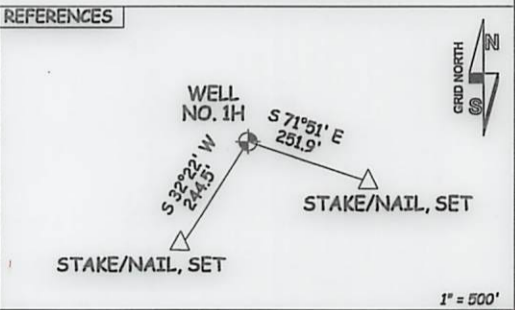 REFERENCES
GRID NORTH
N
S
WELL
NO. 1H
S 71°51' E
251.9'
S 32°22' W
244.5'
STAKE/NAIL, SET
STAKE/NAIL, SET
1" = 500'